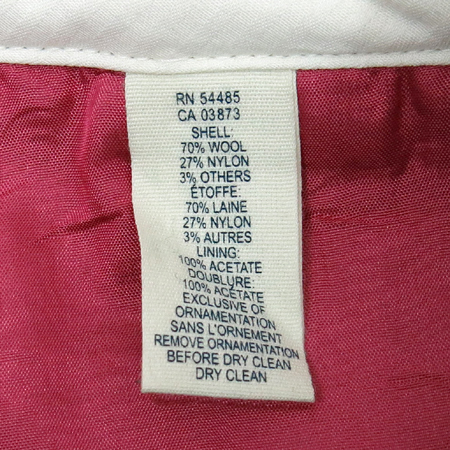 RN 54485
CA 03873
SHELL:
70% WOOL
27% NYLON
3% OTHERS
ÉTOFFE:
70% LAINE
27% NYLON
3% AUTRES
LINING:
100% ACETATE
DOUBLURE:
100% ACÉTATE
EXCLUSIVE OF
ORNAMENTATION
SANS L'ORNEMENT
REMOVE ORNAMENTATION
BEFORE DRY CLEAN
DRY CLEAN